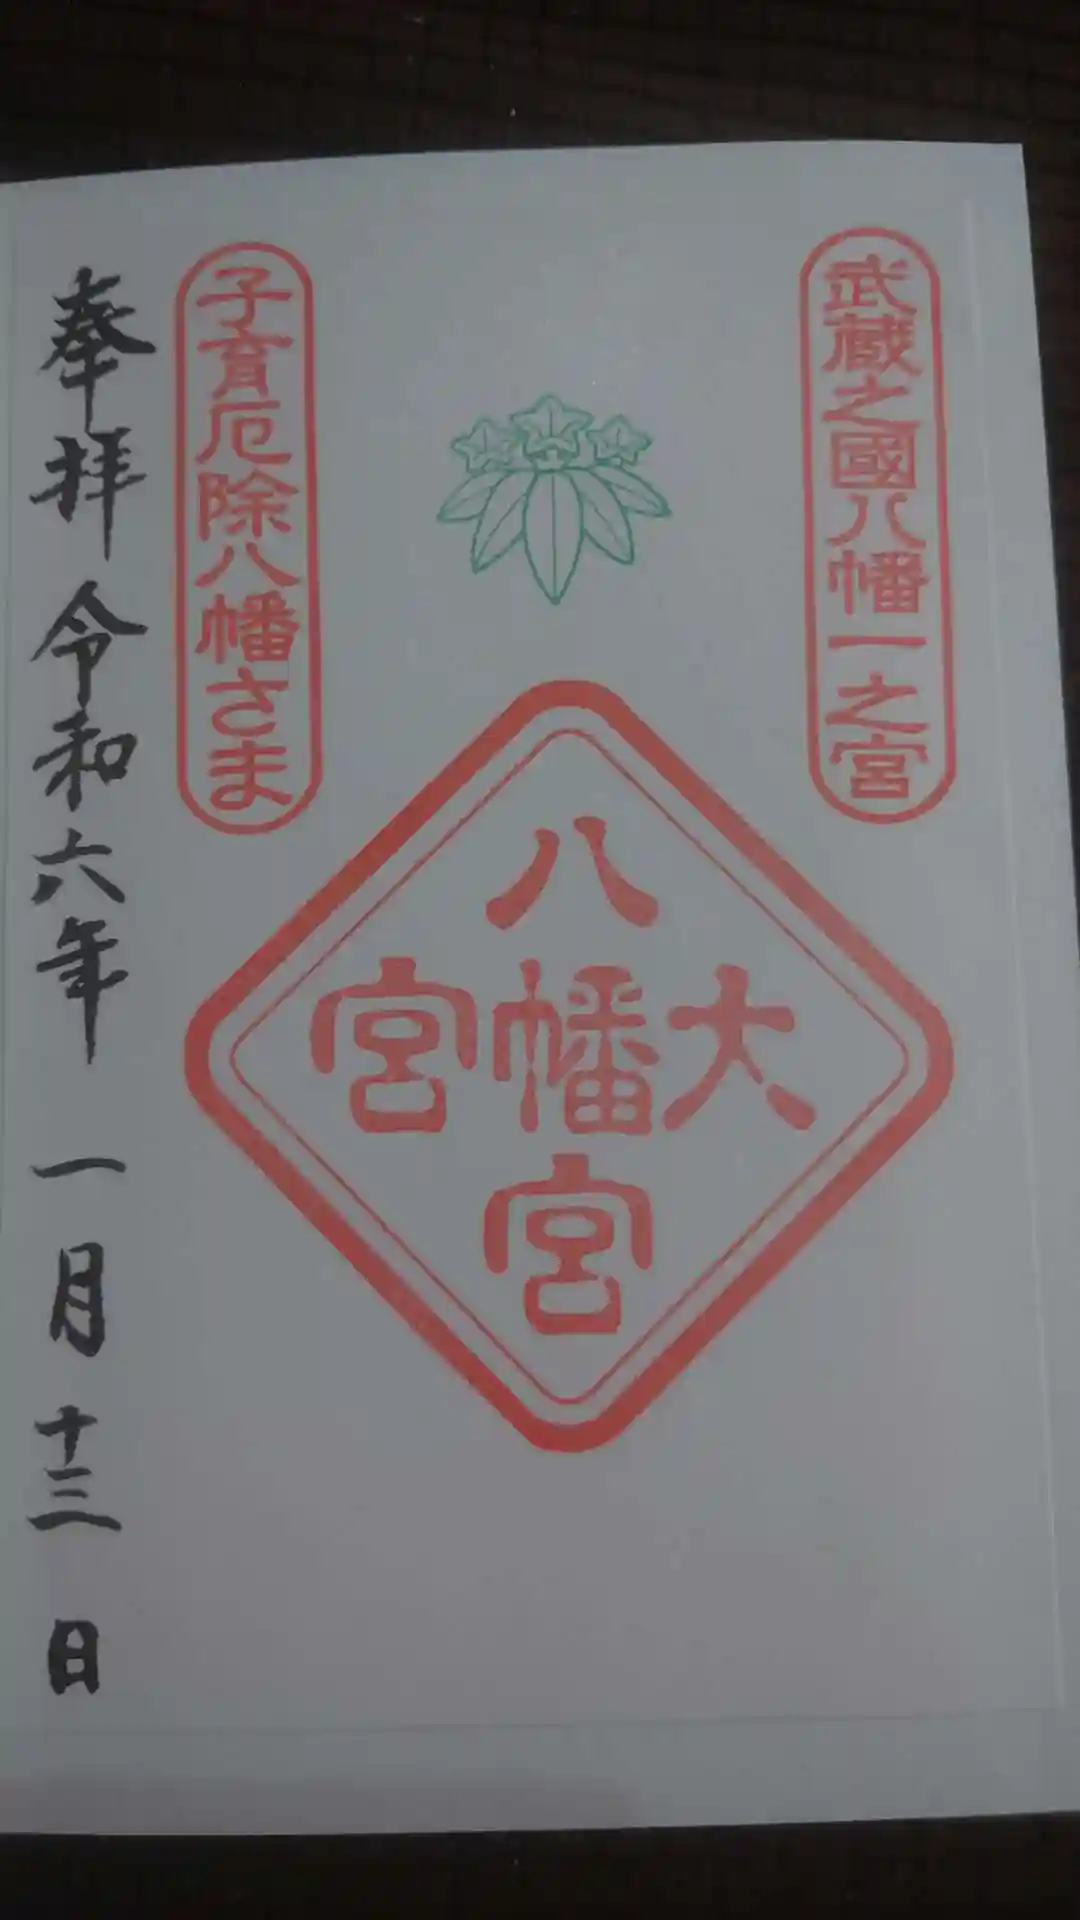 武蔵之國八幡一之宮
八幡宮
大幡宮
子育厄除八幡さま
奉拝 令和六年 一月十三日